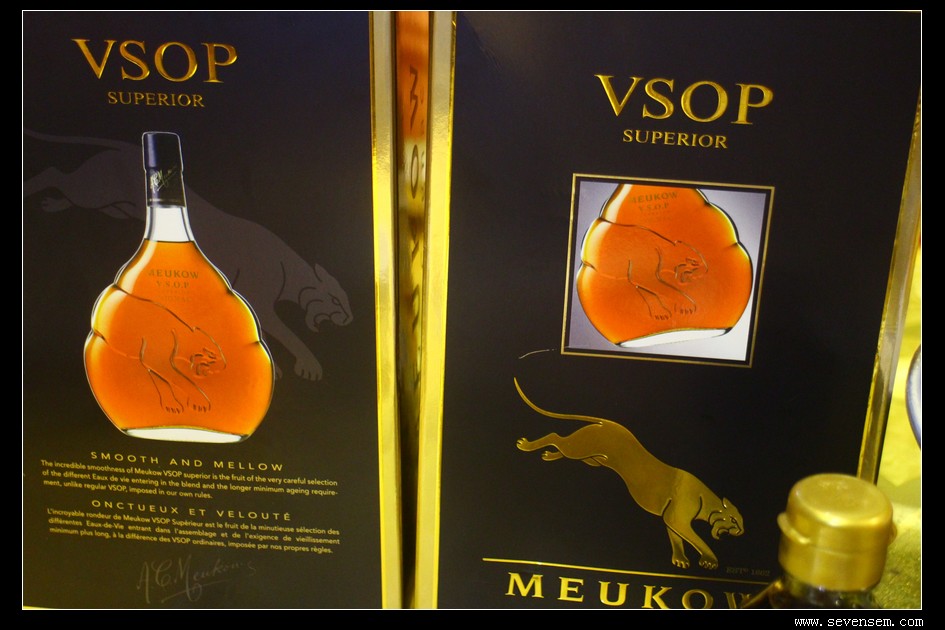 VSOP
SUPERIOR
MEUKOW
V.S.O.P.
SMOOTH AND MELLOW
The incredible smoothness of Meukow VSOP superior is the fruit of the very careful selection
of the different Eaux de vie entering in the blend and the longer minimum ageing require-
ment, unlike regular VSOP, imposed in our own rules.
ONCTUEUX ET VELOUTÉ
L'incroyable rondeur de Meukow VSOP Supérieur est le fruit de la minutieuse sélection des
différentes Eaux-de-Vie entrant dans l'assemblage et de l'exigence de vieillissement
minimum plus long, à la différence des VSOP ordinaires, imposée par nos propres règles.
A.C. Meukow
VSOP
SUPERIOR
MEUKOW
V.S.O.P.
ESTD 1862
MEUKOW
www.sevensem.com